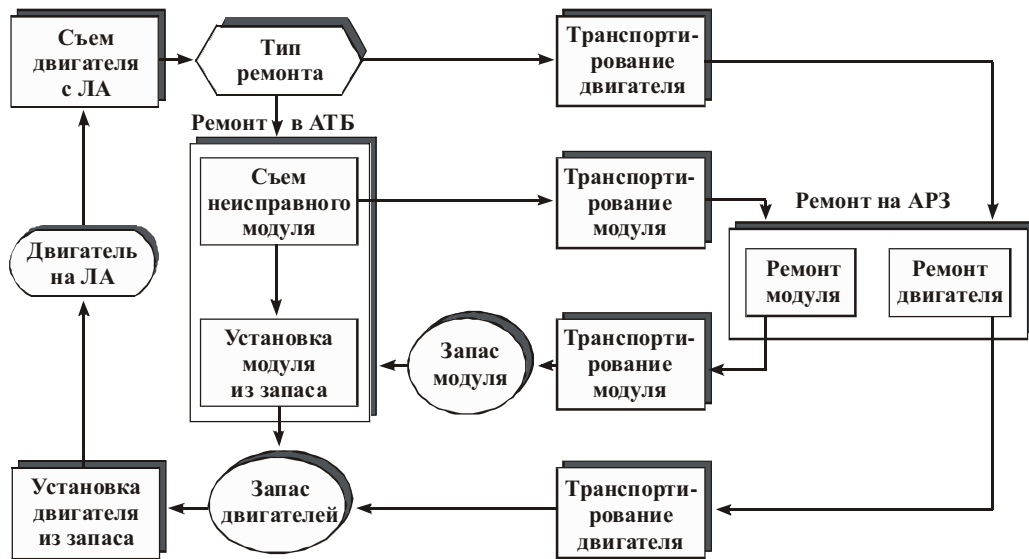 Съем
двигателя
с ЛА
Тип
ремонта
Транспорти-
рование
двигателя
Ремонт в АТБ
Съем
неисправного
модуля
Транспорти-
рование
модуля
Ремонт на АРЗ
Двигатель
на ЛА
Ремонт
модуля
Ремонт
двигателя
Установка
модуля
из запаса
Запас
модуля
Транспорти-
рование
модуля
Установка
двигателя
из запаса
Запас
двигателей
Транспорти-
рование
двигателя